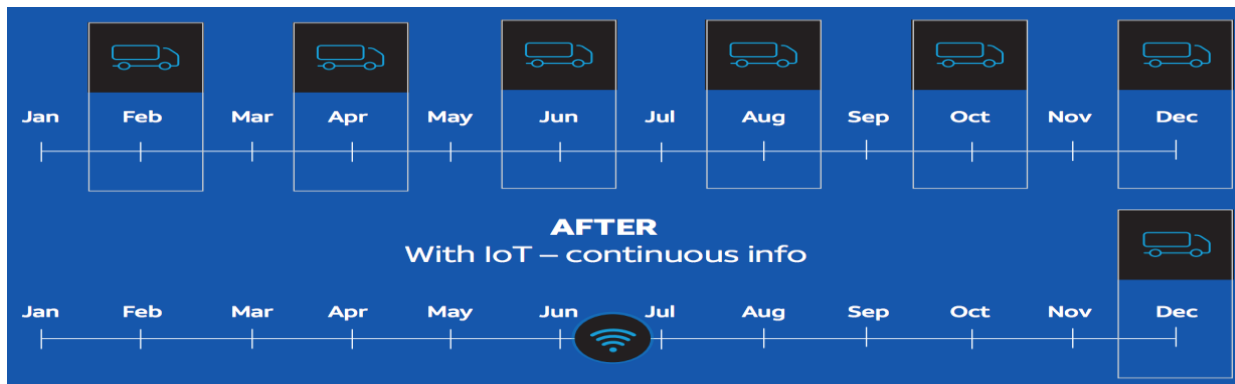 Jan Feb Mar Apr May Jun Jul Aug Sep Oct Nov Dec
AFTER
With IoT – continuous info
Jan Feb Mar Apr May Jun Jul Aug Sep Oct Nov Dec